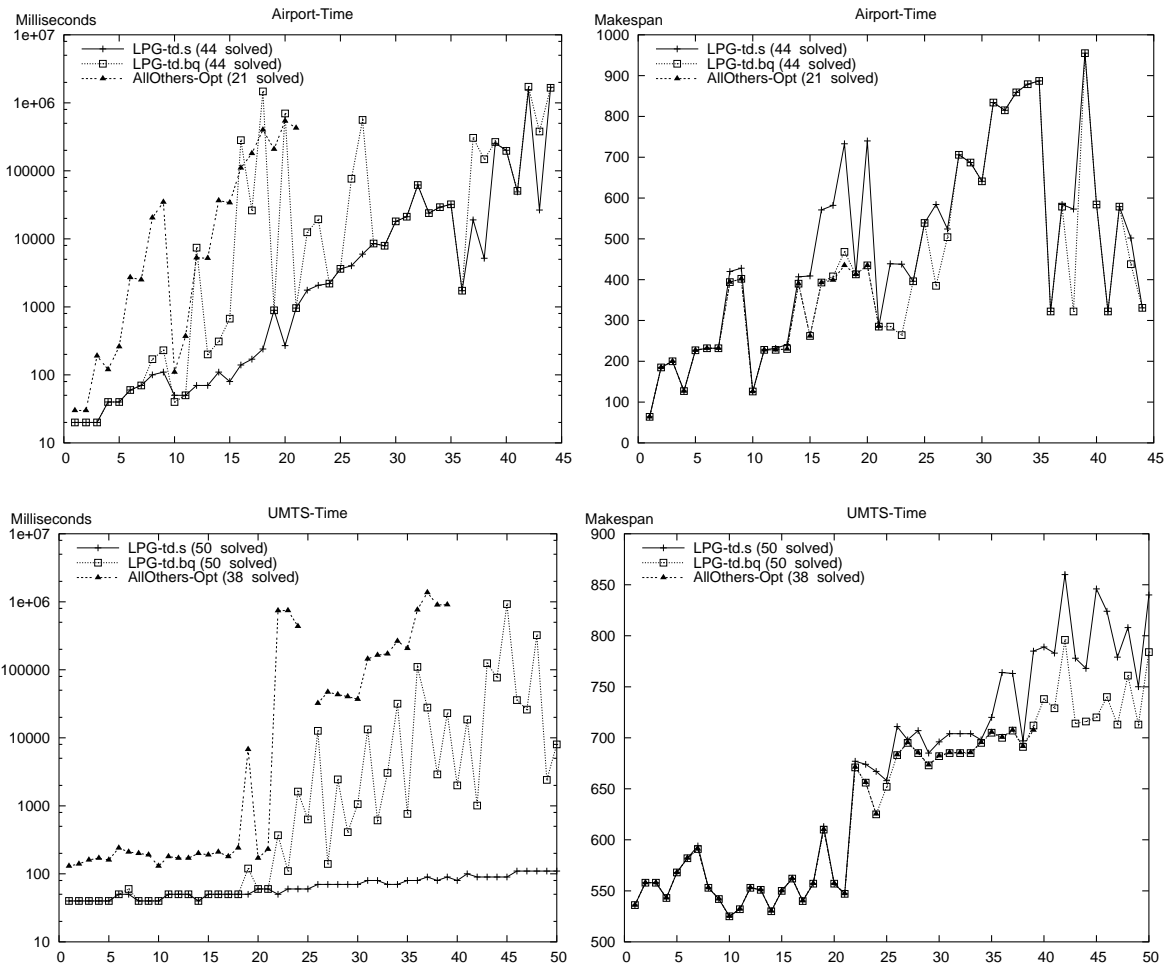 Airport-Time
Milliseconds
1e+07
1e+06
100000
10000
1000
100
10
LPG-td.s (44 solved)
LPG-td.bq (44 solved)
AllOthers-Opt (21 solved)
0 5 10 15 20 25 30 35 40 45
Airport-Time
Makespan
1000
900
800
700
600
500
400
300
200
100
0
LPG-td.s (44 solved)
LPG-td.bq (44 solved)
AllOthers-Opt (21 solved)
0 5 10 15 20 25 30 35 40 45
UMTS-Time
Milliseconds
1e+07
1e+06
100000
10000
1000
100
10
LPG-td.s (50 solved)
LPG-td.bq (50 solved)
AllOthers-Opt (38 solved)
0 5 10 15 20 25 30 35 40 45 50
UMTS-Time
Makespan
900
850
800
750
700
650
600
550
500
LPG-td.s (50 solved)
LPG-td.bq (50 solved)
AllOthers-Opt (38 solved)
0 5 10 15 20 25 30 35 40 45 50